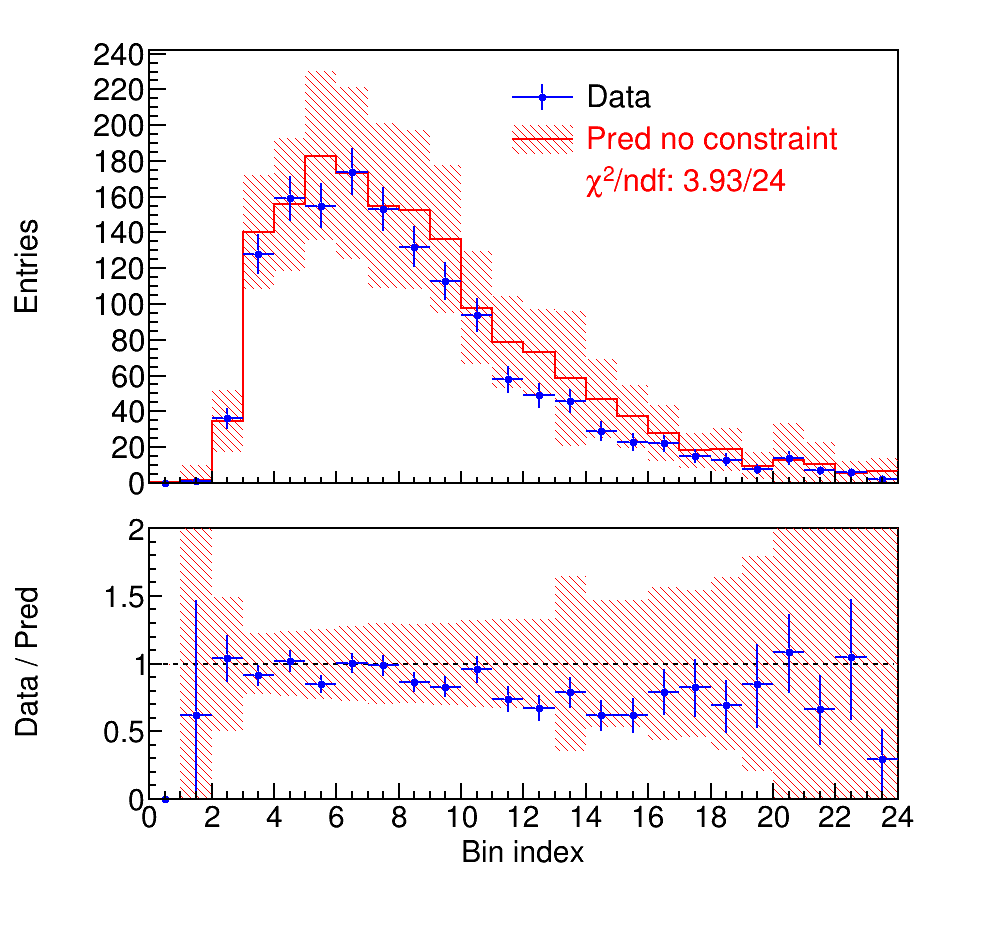 240
220
200
180
160
140
120
100
80
60
40
20
0
Entries
Data
Pred no constraint
χ²/ndf: 3.93/24
2
1.5
1
0.5
0
Data / Pred
0 2 4 6 8 10 12 14 16 18 20 22 24
Bin index